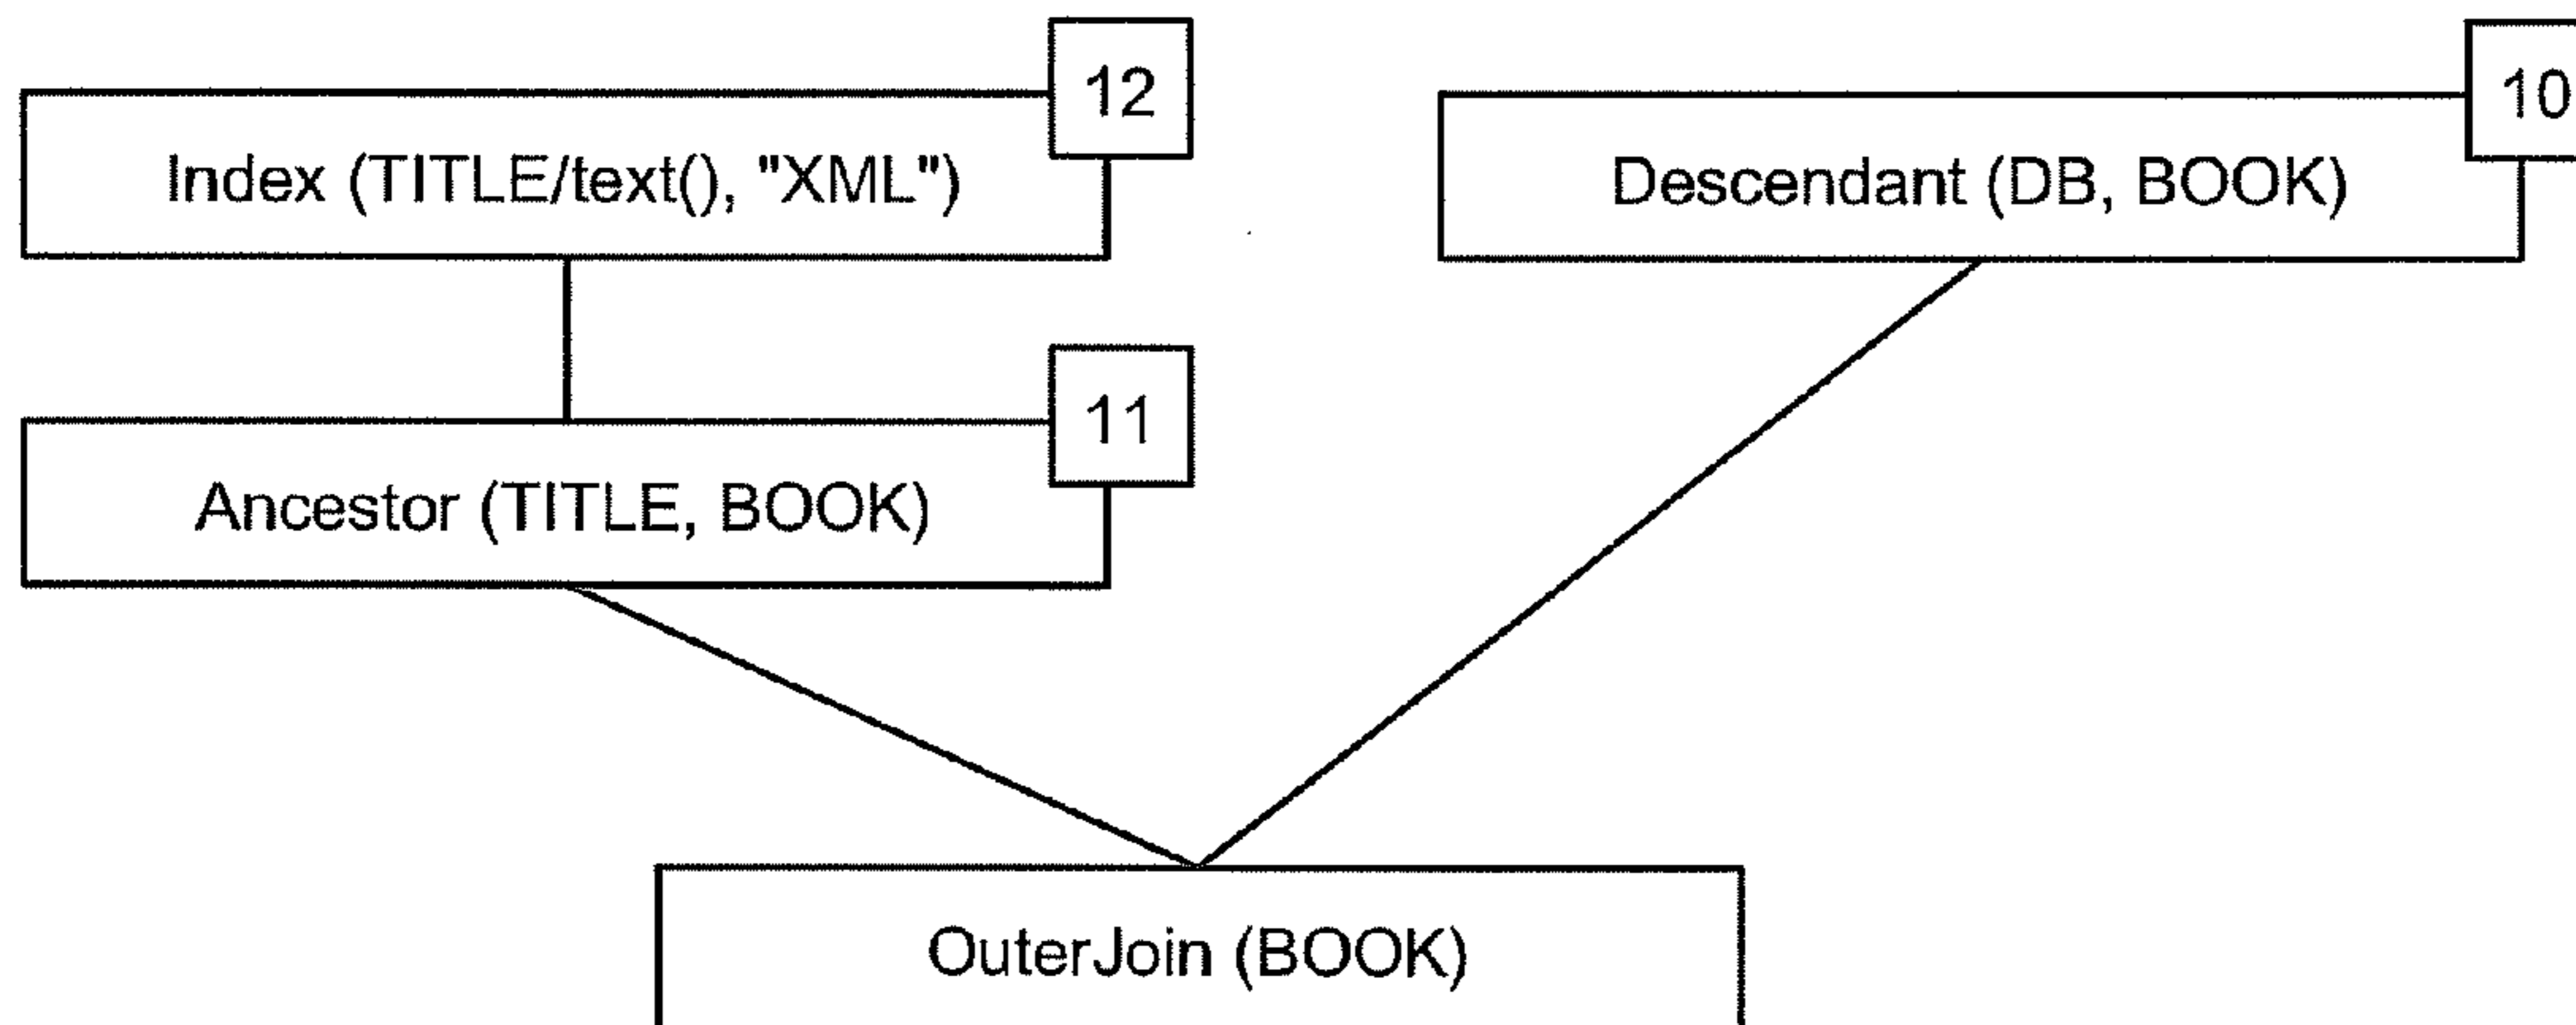 12
10
Index (TITLE/text(), "XML")
Descendant (DB, BOOK)
11
Ancestor (TITLE, BOOK)
OuterJoin (BOOK)